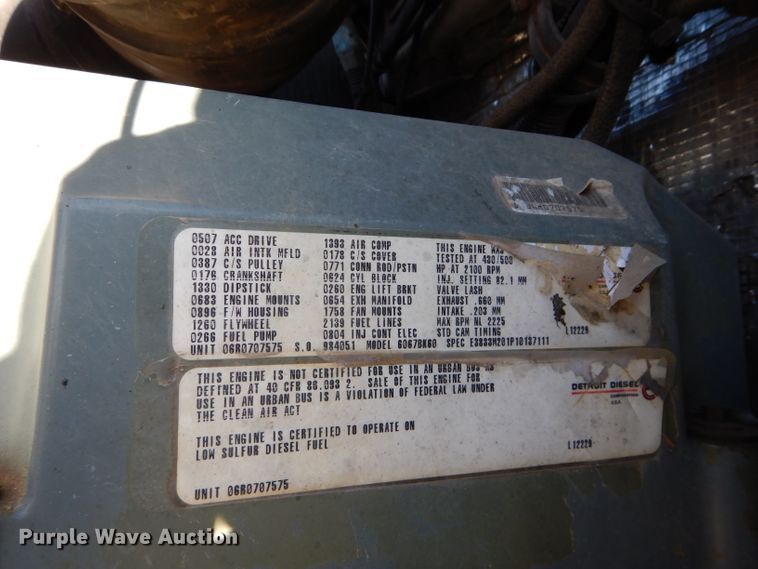 06R0707575
0507 ACC DRIVE 1393 AIR COMP THIS ENGINE WAS
0028 AIR INTK MFLD 0178 C/S COVER TESTED AT 430/500
0387 C/S PULLEY 0771 CONN ROD/PSTN HP AT 2100 RPM
0176 CRANKSHAFT 0624 CYL BLOCK INJ. SETTING 82.1 MM
1330 DIPSTICK 0260 ENG LIFT BRKT VALVE LASH
0683 ENGINE MOUNTS 0654 EXH MANIFOLD EXHAUST .660 MM
0896 F/W HOUSING 1758 FAN MOUNTS INTAKE .203 MM
1260 FLYWHEEL 2139 FUEL LINES MAX RPM NL 2225 L12229
0266 FUEL PUMP 0804 INJ CONT ELEC STD CAM TIMING
UNIT 06R0707575 S.O. 984051 MODEL 6067BK60 SPEC E3833M201P10137111
THIS ENGINE IS NOT CERTIFIED FOR USE IN AN URBAN BUS AS
DEFINED AT 40 CFR 86.093 2. SALE OF THIS ENGINE FOR
USE IN AN URBAN BUS IS A VIOLATION OF FEDERAL LAW UNDER
THE CLEAN AIR ACT
DETROIT DIESEL
CORPORATION
USA
THIS ENGINE IS CERTIFIED TO OPERATE ON
LOW SULFUR DIESEL FUEL L12229
UNIT 06R0707575
Purple Wave Auction